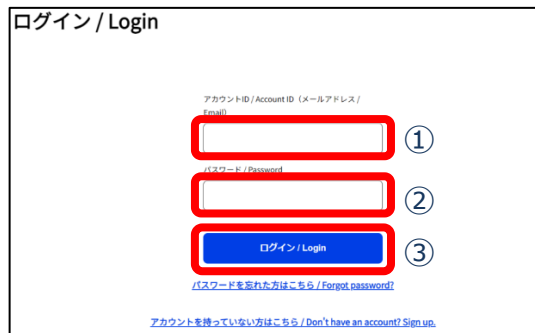 ログイン / Login
アカウントID / Account ID（メールアドレス /
Email）
①
パスワード / Password
②
ログイン / Login
③
パスワードを忘れた方はこちら / Forgot password?
アカウントを持っていない方はこちら / Don't have an account? Sign up.